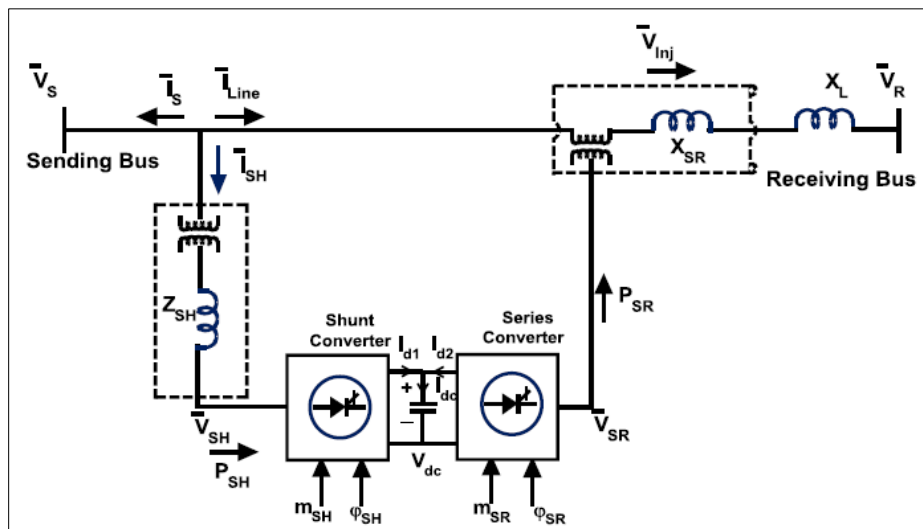 V̄Inj
V̄S
ĪS
ĪLine
XL
V̄R
Sending Bus
XSR
ĪSH
Receiving Bus
ZSH
PSR
Shunt
Converter
Series
Converter
Id1
Id2
+
Idc
–
V̄SH
V̄SR
PSH
Vdc
mSH
φSH
mSR
φSR